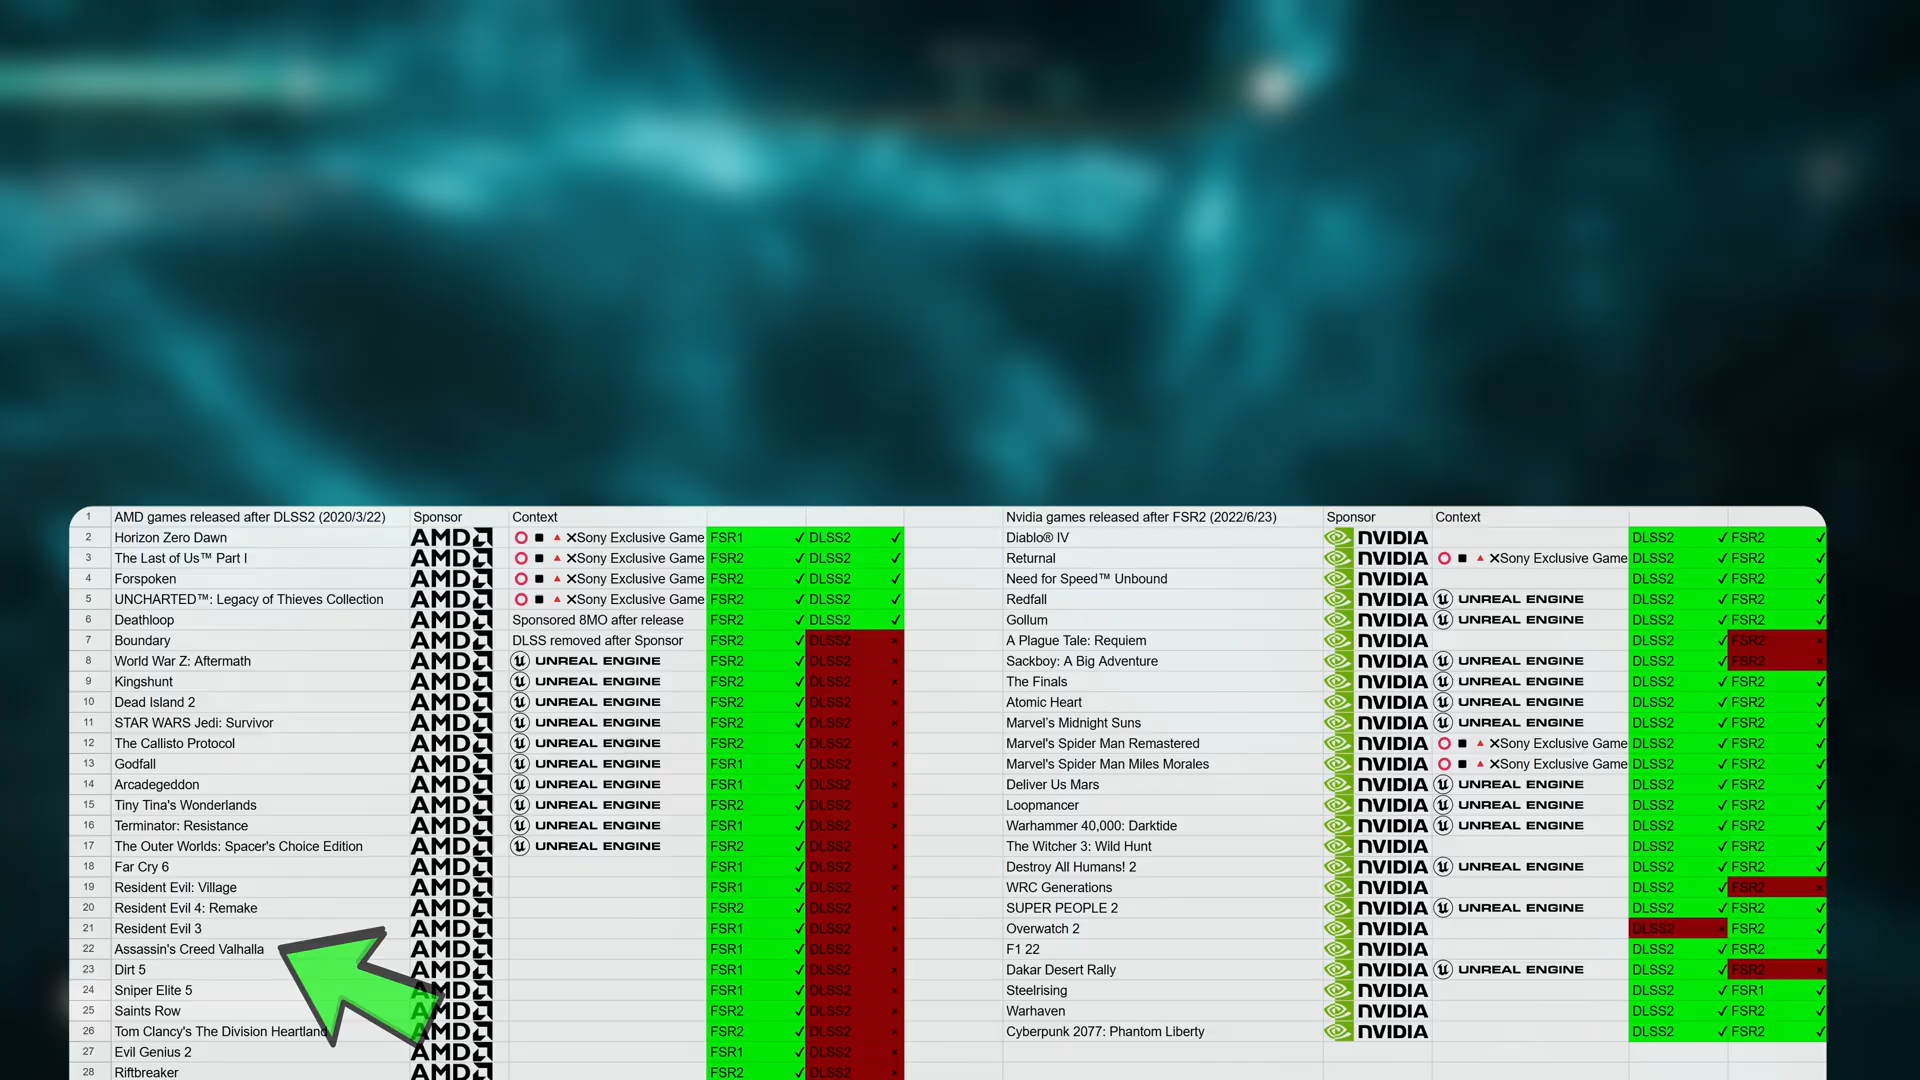 1 AMD games released after DLSS2 (2020/3/22) Sponsor Context Nvidia games released after FSR2 (2022/6/23) Sponsor Context
2 Horizon Zero Dawn AMD Sony Exclusive Game FSR1 ✓ DLSS2 ✓ Diablo® IV NVIDIA DLSS2 ✓ FSR2 ✓
3 The Last of Us™ Part I AMD Sony Exclusive Game FSR2 ✓ DLSS2 ✓ Returnal NVIDIA Sony Exclusive Game DLSS2 ✓ FSR2 ✓
4 Forspoken AMD Sony Exclusive Game FSR2 ✓ DLSS2 ✓ Need for Speed™ Unbound NVIDIA DLSS2 ✓ FSR2 ✓
5 UNCHARTED™: Legacy of Thieves Collection AMD Sony Exclusive Game FSR2 ✓ DLSS2 ✓ Redfall NVIDIA UNREAL ENGINE DLSS2 ✓ FSR2 ✓
6 Deathloop AMD Sponsored 8MO after release FSR2 ✓ DLSS2 ✓ Gollum NVIDIA UNREAL ENGINE DLSS2 ✓ FSR2 ✓
7 Boundary AMD DLSS removed after Sponsor FSR2 ✓ DLSS2 × A Plague Tale: Requiem NVIDIA DLSS2 ✓ FSR2 ×
8 World War Z: Aftermath AMD UNREAL ENGINE FSR2 ✓ DLSS2 × Sackboy: A Big Adventure NVIDIA UNREAL ENGINE DLSS2 ✓ FSR2 ×
9 Kingshunt AMD UNREAL ENGINE FSR2 ✓ DLSS2 × The Finals NVIDIA UNREAL ENGINE DLSS2 ✓ FSR2 ✓
10 Dead Island 2 AMD UNREAL ENGINE FSR2 ✓ DLSS2 × Atomic Heart NVIDIA UNREAL ENGINE DLSS2 ✓ FSR2 ✓
11 STAR WARS Jedi: Survivor AMD UNREAL ENGINE FSR2 ✓ DLSS2 × Marvel's Midnight Suns NVIDIA UNREAL ENGINE DLSS2 ✓ FSR2 ✓
12 The Callisto Protocol AMD UNREAL ENGINE FSR2 ✓ DLSS2 × Marvel's Spider Man Remastered NVIDIA Sony Exclusive Game DLSS2 ✓ FSR2 ✓
13 Godfall AMD UNREAL ENGINE FSR1 ✓ DLSS2 × Marvel's Spider Man Miles Morales NVIDIA Sony Exclusive Game DLSS2 ✓ FSR2 ✓
14 Arcadegeddon AMD UNREAL ENGINE FSR1 ✓ DLSS2 × Deliver Us Mars NVIDIA UNREAL ENGINE DLSS2 ✓ FSR2 ✓
15 Tiny Tina's Wonderlands AMD UNREAL ENGINE FSR2 ✓ DLSS2 × Loopmancer NVIDIA UNREAL ENGINE DLSS2 ✓ FSR2 ✓
16 Terminator: Resistance AMD UNREAL ENGINE FSR1 ✓ DLSS2 × Warhammer 40,000: Darktide NVIDIA UNREAL ENGINE DLSS2 ✓ FSR2 ✓
17 The Outer Worlds: Spacer's Choice Edition AMD UNREAL ENGINE FSR2 ✓ DLSS2 × The Witcher 3: Wild Hunt NVIDIA DLSS2 ✓ FSR2 ✓
18 Far Cry 6 AMD FSR1 ✓ DLSS2 × Destroy All Humans! 2 NVIDIA UNREAL ENGINE DLSS2 ✓ FSR2 ✓
19 Resident Evil: Village AMD FSR1 ✓ DLSS2 × WRC Generations NVIDIA DLSS2 ✓ FSR2 ×
20 Resident Evil 4: Remake AMD FSR2 ✓ DLSS2 × SUPER PEOPLE 2 NVIDIA UNREAL ENGINE DLSS2 ✓ FSR2 ✓
21 Resident Evil 3 AMD FSR1 ✓ DLSS2 × Overwatch 2 NVIDIA DLSS2 × FSR2 ✓
22 Assassin's Creed Valhalla AMD FSR1 ✓ DLSS2 × F1 22 NVIDIA DLSS2 ✓ FSR2 ✓
23 Dirt 5 AMD FSR1 ✓ DLSS2 × Dakar Desert Rally NVIDIA UNREAL ENGINE DLSS2 ✓ FSR2 ×
24 Sniper Elite 5 AMD FSR1 ✓ DLSS2 × Steelrising NVIDIA DLSS2 ✓ FSR1 ✓
25 Saints Row AMD FSR2 ✓ DLSS2 × Warhaven NVIDIA DLSS2 ✓ FSR2 ✓
26 Tom Clancy's The Division Heartland AMD FSR2 ✓ DLSS2 × Cyberpunk 2077: Phantom Liberty NVIDIA DLSS2 ✓ FSR2 ✓
27 Evil Genius 2 AMD FSR1 ✓ DLSS2 ×
28 Riftbreaker AMD FSR2 ✓ DLSS2 ×